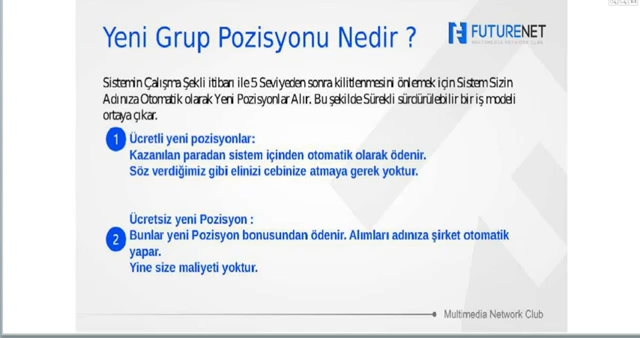 Yeni Grup Pozisyonu Nedir ?
FUTURENET
MULTIMEDIA NETWORK CLUB
Sistemin Çalışma Şekli itibarı ile 5 Seviyeden sonra kilitlenmesini önlemek için Sistem Sizin
Adınıza Otomatik olarak Yeni Pozisyonlar Alır. Bu şekilde Sürekli sürdürülebilir bir iş modeli
ortaya çıkar.
1 Ücretli yeni pozisyonlar:
Kazanılan paradan sistem içinden otomatik olarak ödenir.
Söz verdiğimiz gibi elinizi cebinize atmaya gerek yoktur.
Ücretsiz yeni Pozisyon :
2 Bunlar yeni Pozisyon bonusundan ödenir. Alımları adınıza şirket otomatik
yapar.
Yine size maliyeti yoktur.
Multimedia Network Club